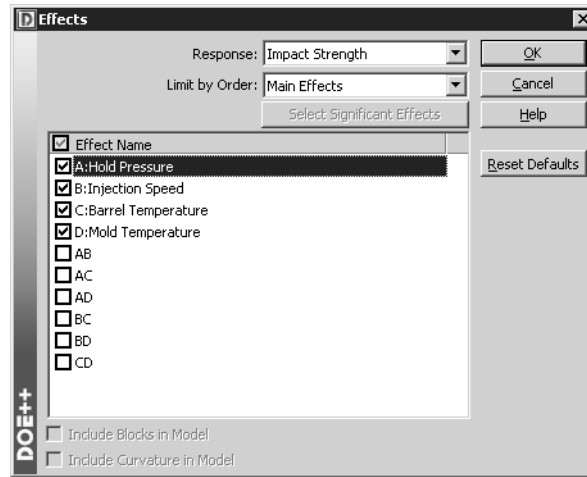 Effects
Response: Impact Strength
OK
Limit by Order: Main Effects
Cancel
Select Significant Effects
Help
Effect Name
Reset Defaults
A:Hold Pressure
B:Injection Speed
C:Barrel Temperature
D:Mold Temperature
AB
AC
AD
BC
BD
CD
Include Blocks in Model
Include Curvature in Model
DOE++